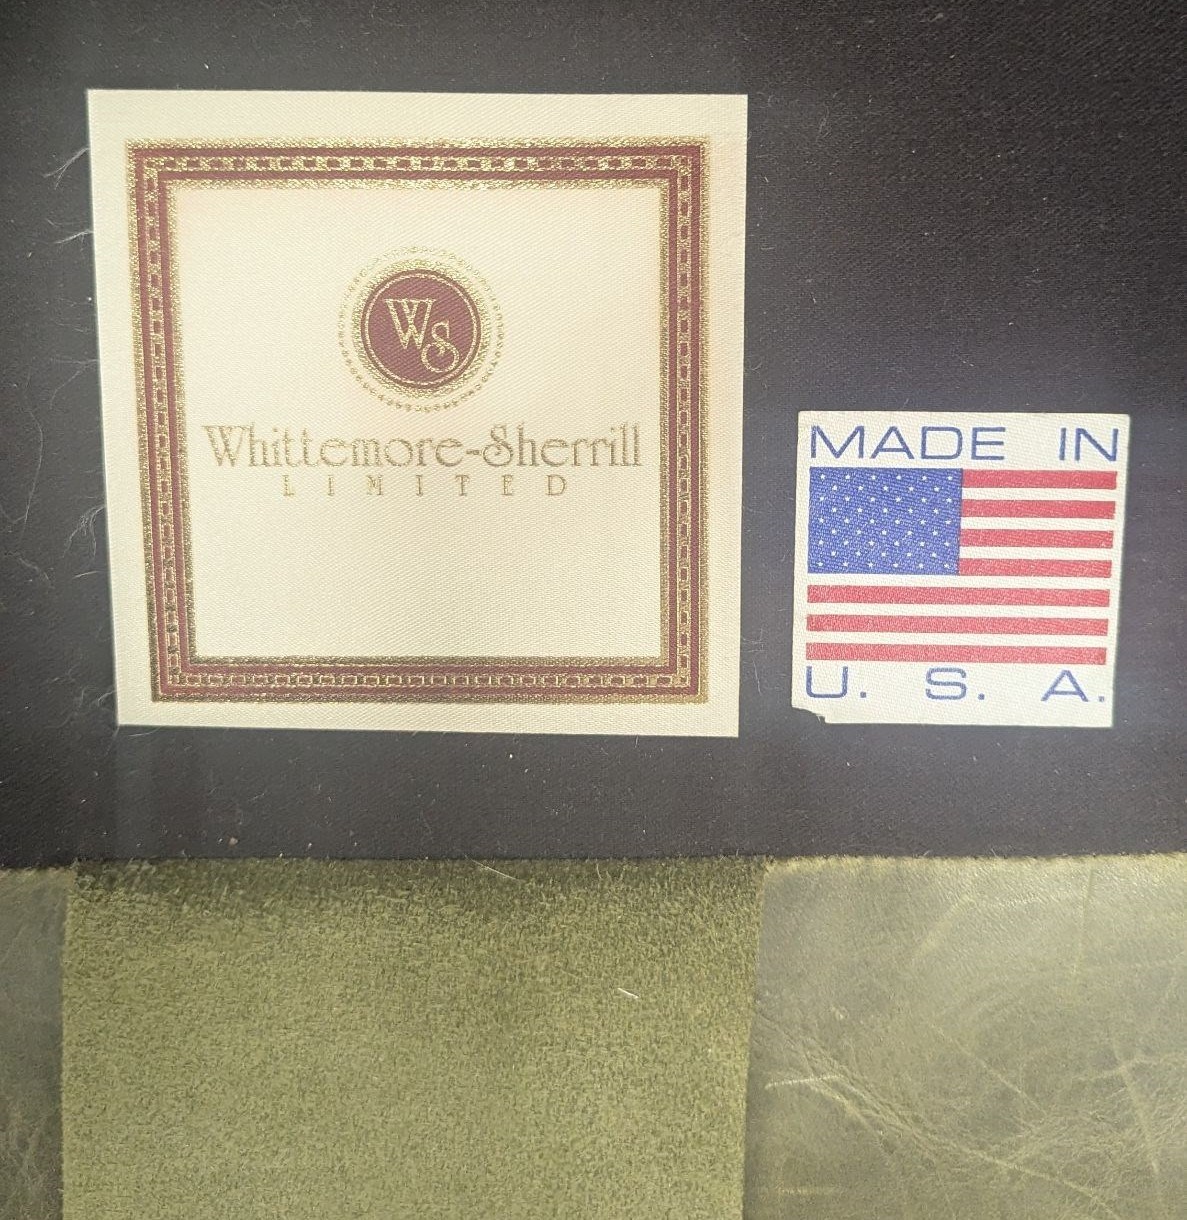 WS
Whittemore-Sherrill
LIMITED
MADE IN
U. S. A.